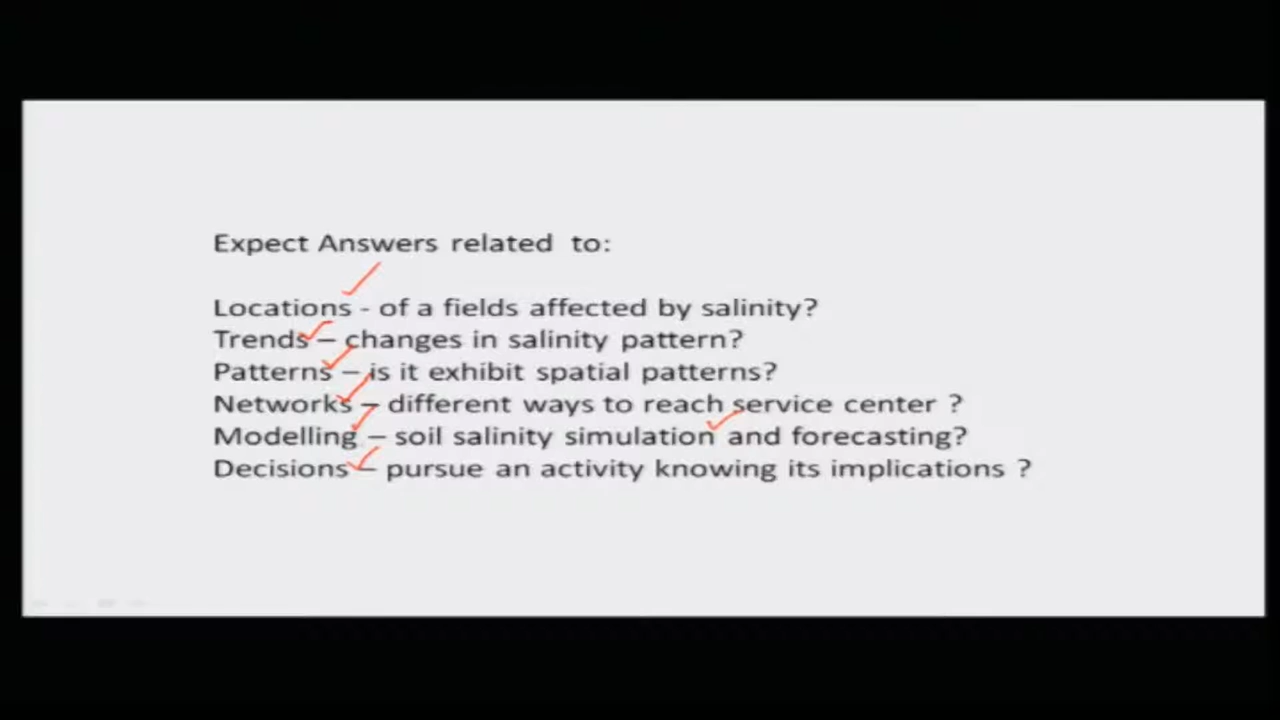 Expect Answers related to:
Locations - of a fields affected by salinity?
Trends – changes in salinity pattern?
Patterns – is it exhibit spatial patterns?
Networks – different ways to reach service center ?
Modelling – soil salinity simulation and forecasting?
Decisions – pursue an activity knowing its implications ?